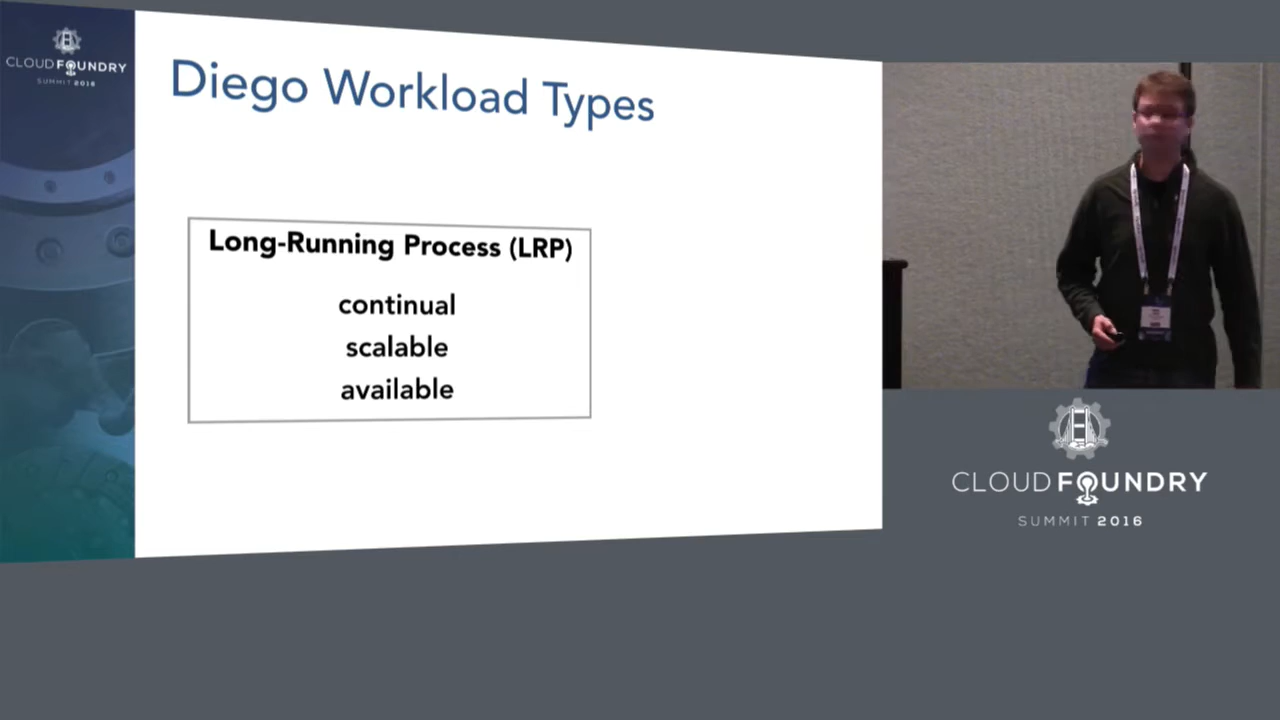 CLOUD FOUNDRY
SUMMIT 2016
Diego Workload Types
Long-Running Process (LRP)
continual
scalable
available
CLOUD FOUNDRY
SUMMIT 2016